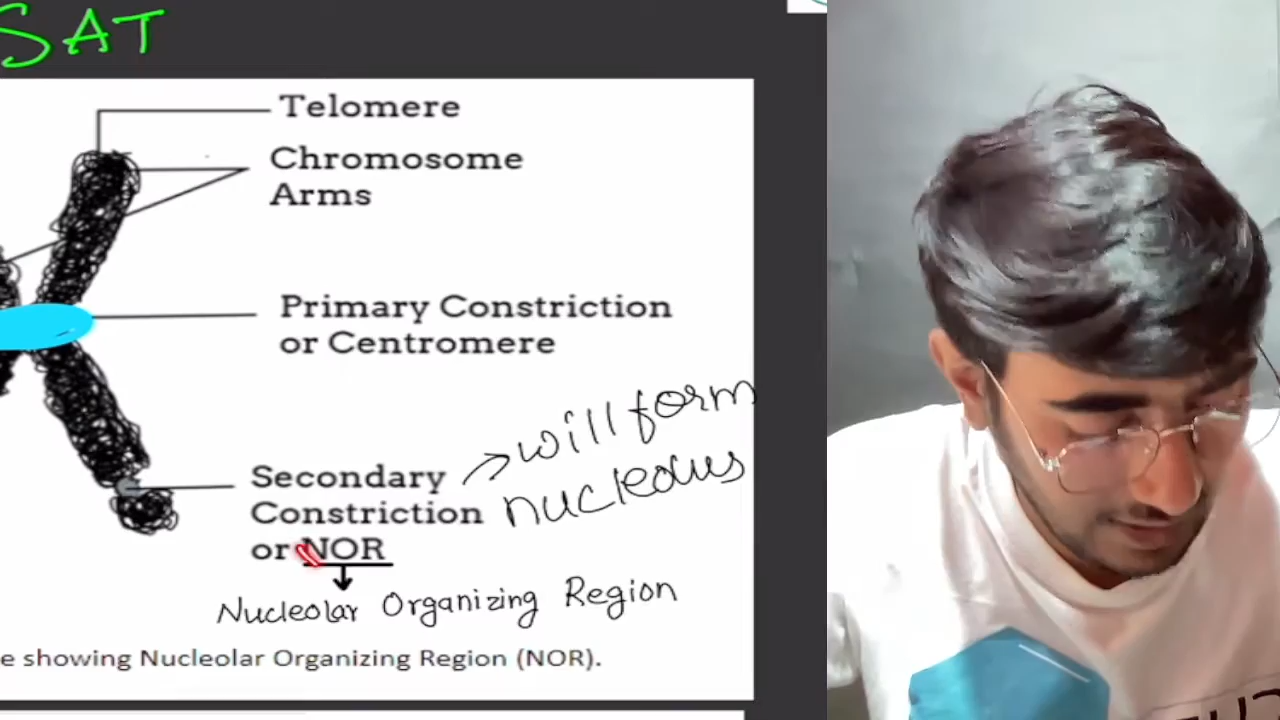 SAT
Telomere
Chromosome
Arms
Primary Constriction
or Centromere
Secondary
Constriction
or NOR
→ will form
nucleolus
Nucleolar Organizing Region
e showing Nucleolar Organizing Region (NOR).